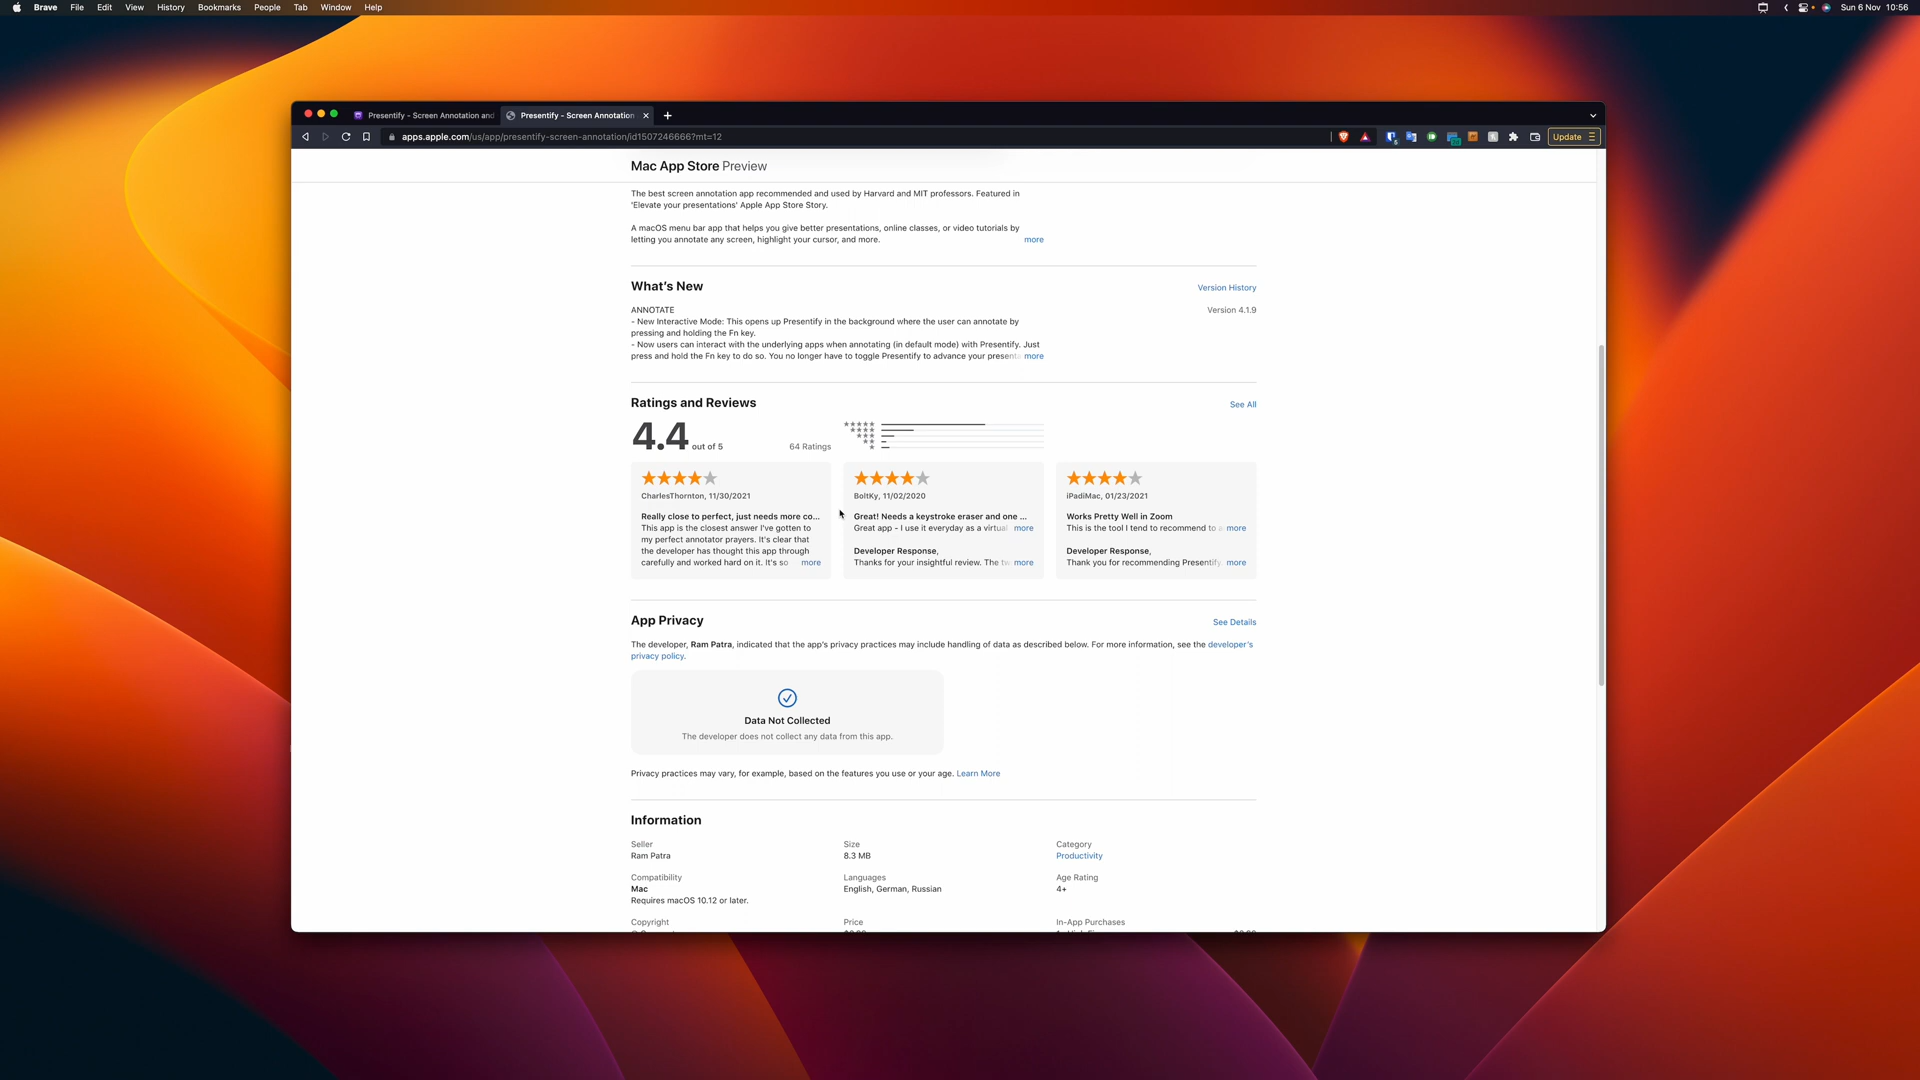 Brave File Edit View History Bookmarks People Tab Window Help Sun 6 Nov 10:56
Presentify - Screen Annotation and Presentify - Screen Annotation
apps.apple.com/us/app/presentify-screen-annotation/id1507246666?mt=12 Update
Mac App Store Preview
The best screen annotation app recommended and used by Harvard and MIT professors. Featured in
'Elevate your presentations' Apple App Store Story.
A macOS menu bar app that helps you give better presentations, online classes, or video tutorials by
letting you annotate any screen, highlight your cursor, and more. more
What's New Version History
ANNOTATE Version 4.1.9
- New Interactive Mode: This opens up Presentify in the background where the user can annotate by
pressing and holding the Fn key.
- Now users can interact with the underlying apps when annotating (in default mode) with Presentify. Just
press and hold the Fn key to do so. You no longer have to toggle Presentify to advance your more
Ratings and Reviews See All
4.4 out of 5 64 Ratings
CharlesThornton, 11/30/2021
Really close to perfect, just needs more co...
This app is the closest answer I've gotten to
my perfect annotator prayers. It's clear that
the developer has thought this app through
carefully and worked hard on it. It's so more
BoltKy, 11/02/2020
Great! Needs a keystroke eraser and one ...
Great app - I use it everyday as a virtual more
Developer Response,
Thanks for your insightful review. The more
iPadiMac, 01/23/2021
Works Pretty Well in Zoom
This is the tool I tend to recommend to more
Developer Response,
Thank you for recommending Presentify more
App Privacy See Details
The developer, Ram Patra, indicated that the app's privacy practices may include handling of data as described below. For more information, see the developer's
privacy policy.
Data Not Collected
The developer does not collect any data from this app.
Privacy practices may vary, for example, based on the features you use or your age. Learn More
Information
Seller Size Category
Ram Patra 8.3 MB Productivity
Compatibility Languages Age Rating
Mac English, German, Russian 4+
Requires macOS 10.12 or later.
Copyright Price In-App Purchases